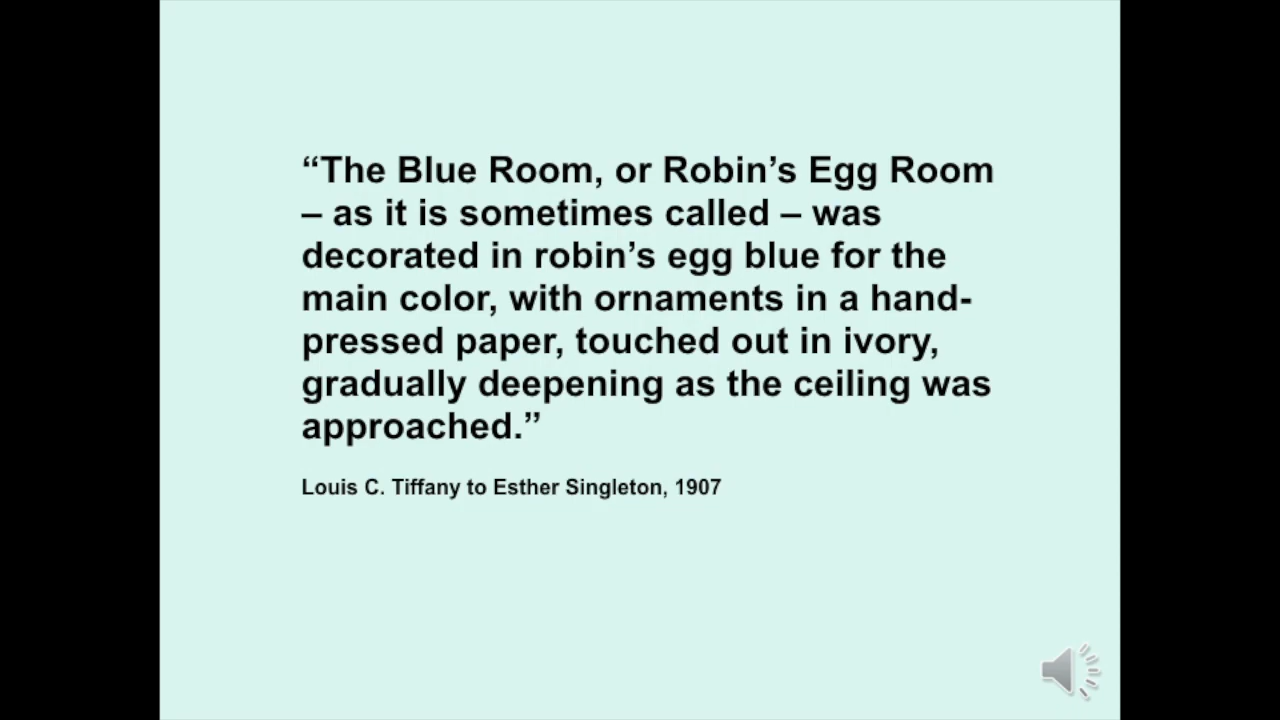 “The Blue Room, or Robin’s Egg Room
– as it is sometimes called – was
decorated in robin’s egg blue for the
main color, with ornaments in a hand-
pressed paper, touched out in ivory,
gradually deepening as the ceiling was
approached.”
Louis C. Tiffany to Esther Singleton, 1907